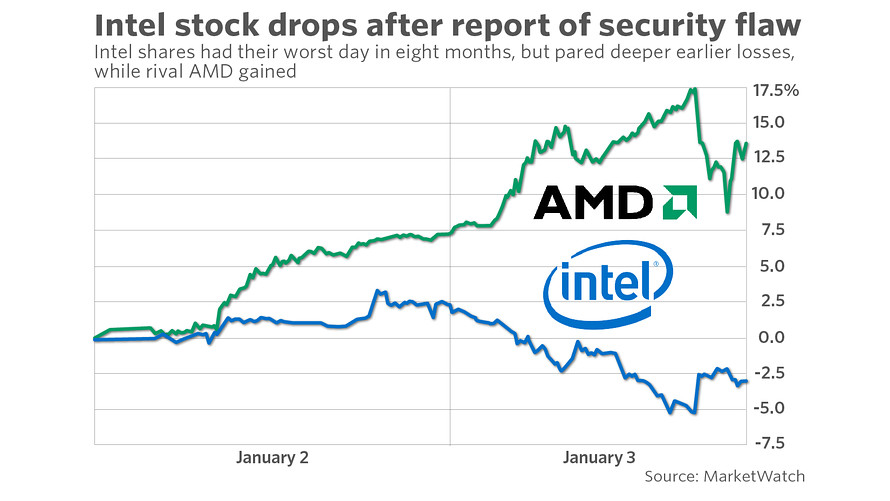 Intel stock drops after report of security flaw
Intel shares had their worst day in eight months, but pared deeper earlier losses,
while rival AMD gained
17.5%
15.0
12.5
10.0
AMD
7.5
intel®
5.0
2.5
0.0
-2.5
-5.0
-7.5
January 2
January 3
Source: MarketWatch